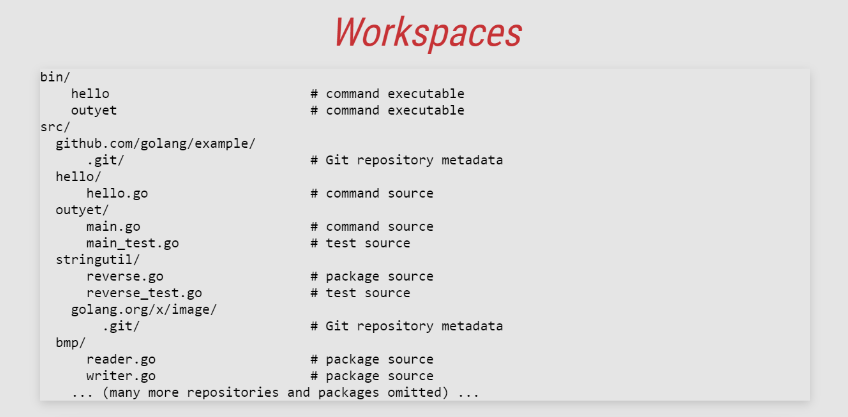 Workspaces
bin/
hello # command executable
outyet # command executable
src/
github.com/golang/example/
.git/ # Git repository metadata
hello/
hello.go # command source
outyet/
main.go # command source
main_test.go # test source
stringutil/
reverse.go # package source
reverse_test.go # test source
golang.org/x/image/
.git/ # Git repository metadata
bmp/
reader.go # package source
writer.go # package source
... (many more repositories and packages omitted) ...